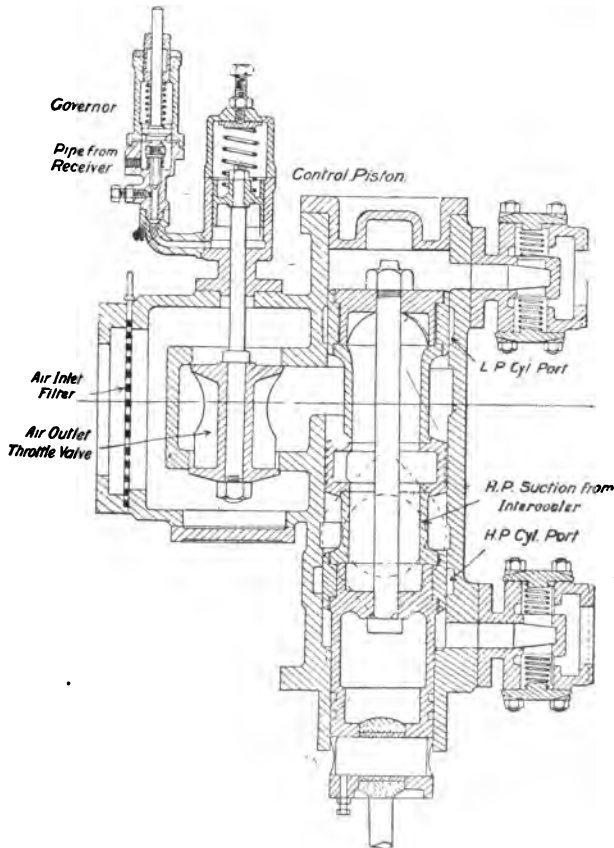 Governor
Pipe from
Receiver
Control Piston.
L P Cyl Port
Air Inlet
Filter
Air Outlet
Throttle Valve
H.P. Suction from
Intercooler
H.P Cyl. Port